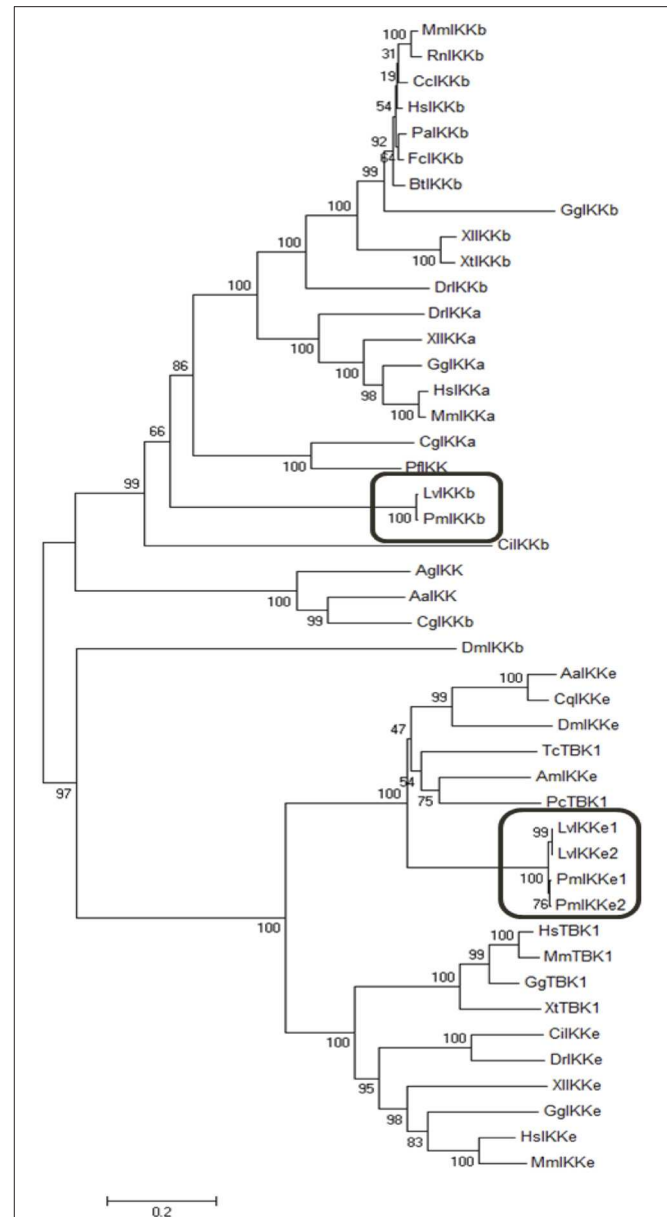 100 MmIKKb
31 RnIKKb
19 CcIKKb
54 HsIKKb
92 PaIKKb
FcIKKb
BtIKKb
99
GgIKKb
100 XlIKKb
100 XtIKKb
100
DrIKKb
100 DrIKKa
100 XlIKKa
100 GgIKKa
86 98 HsIKKa
100 MmIKKa
66 CgIKKa
100 PfIKK
99 LvIKKb
100 PmIKKb
CiIKKb
AgIKK
100 AaIKK
99 CgIKKb
DmIKKb
100 AaIKKe
99 CqIKKe
47 DmIKKe
TcTBK1
54 AmIKKe
97 100 75 PcTBK1
99 LvIKKe1
LvIKKe2
100 PmIKKe1
76 PmIKKe2
100 100 HsTBK1
99 MmTBK1
100 GgTBK1
XtTBK1
100 100 CiIKKe
DrIKKe
95 XlIKKe
98 GgIKKe
83 HsIKKe
100 MmIKKe
0.2